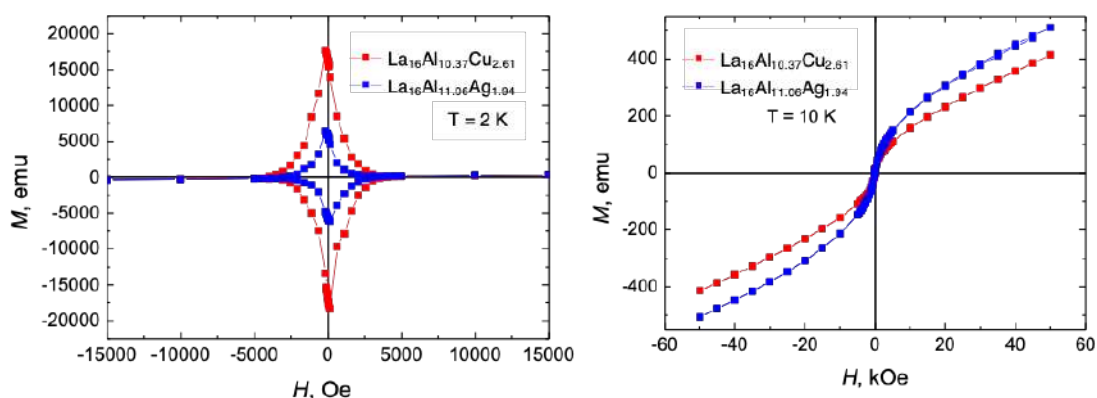 20000
15000
10000
5000
0
-5000
-10000
-15000
-20000
M, emu
La₁₆Al₁₀.₃₇Cu₂.₆₁
La₁₆Al₁₁.₀₆Ag₁.₉₄
T = 2 K
-15000 -10000 -5000 0 5000 10000 15000
H, Oe
400
200
0
-200
-400
M, emu
La₁₆Al₁₀.₃₇Cu₂.₆₁
La₁₆Al₁₁.₀₆Ag₁.₉₄
T = 10 K
-60 -40 -20 0 20 40 60
H, kOe